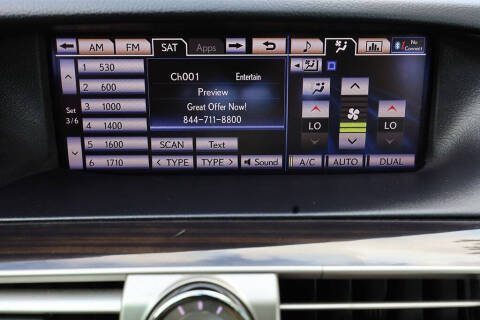 AM FM SAT Apps No Connect
1 530
2 600
3 1000
4 1400
5 1600
6 1710
Set
3/6
Ch001 Entertain
Preview
Great Offer Now!
844-711-8800
SCAN Text
< TYPE TYPE > Sound
LO LO
A/C AUTO DUAL